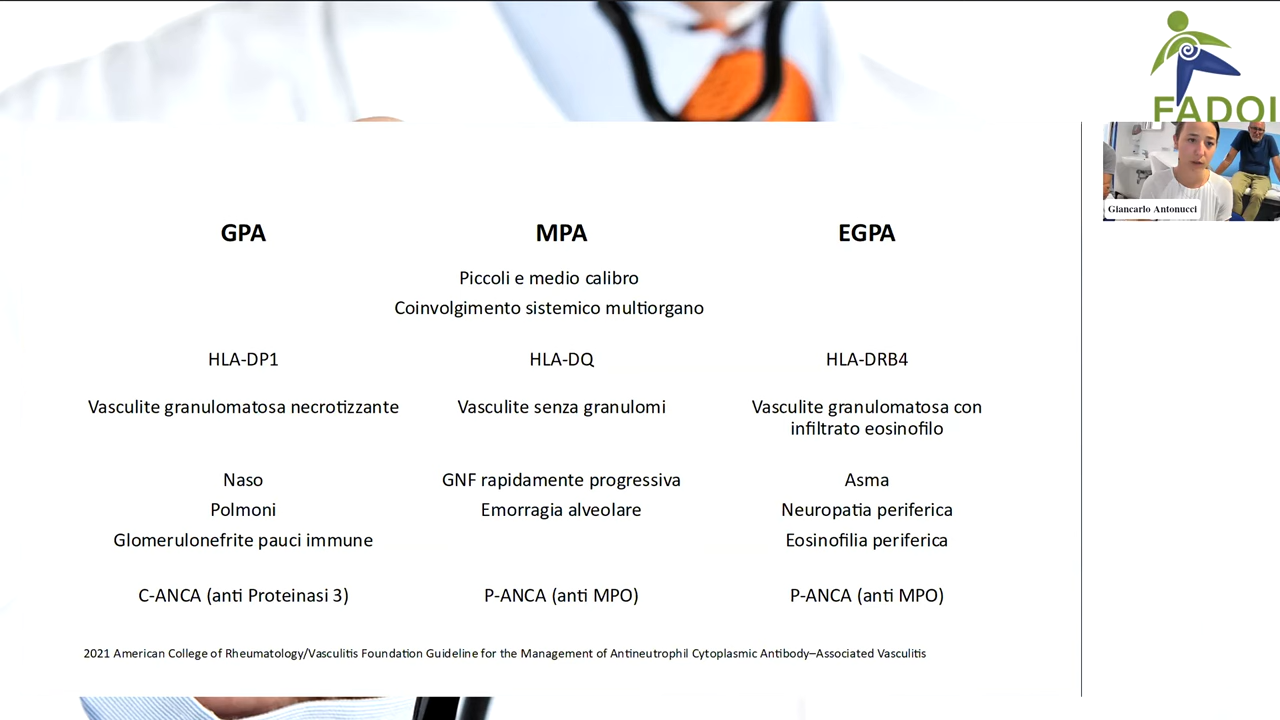 FADOI
Giancarlo Antonucci
GPA MPA EGPA
Piccoli e medio calibro
Coinvolgimento sistemico multiorgano
HLA-DP1 HLA-DQ HLA-DRB4
Vasculite granulomatosa necrotizzante Vasculite senza granulomi Vasculite granulomatosa con
infiltrato eosinofilo
Naso GNF rapidamente progressiva Asma
Polmoni Emorragia alveolare Neuropatia periferica
Glomerulonefrite pauci immune Eosinofilia periferica
C-ANCA (anti Proteinasi 3) P-ANCA (anti MPO) P-ANCA (anti MPO)
2021 American College of Rheumatology/Vasculitis Foundation Guideline for the Management of Antineutrophil Cytoplasmic Antibody–Associated Vasculitis